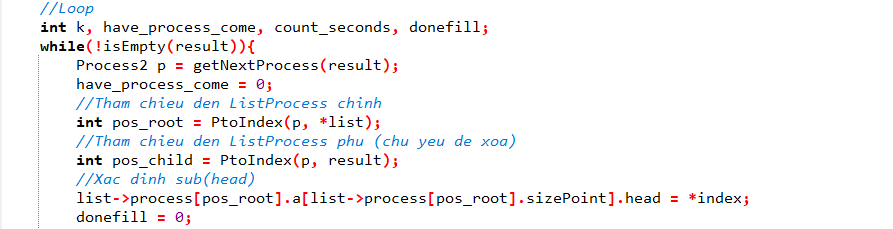 //Loop
int k, have_process_come, count_seconds, donefill;
while(!isEmpty(result)){
Process2 p = getNextProcess(result);
have_process_come = 0;
//Tham chieu den ListProcess chinh
int pos_root = PtoIndex(p, *list);
//Tham chieu den ListProcess phu (chu yeu de xoa)
int pos_child = PtoIndex(p, result);
//Xac dinh sub(head)
list->process[pos_root].a[list->process[pos_root].sizePoint].head = *index;
donefill = 0;